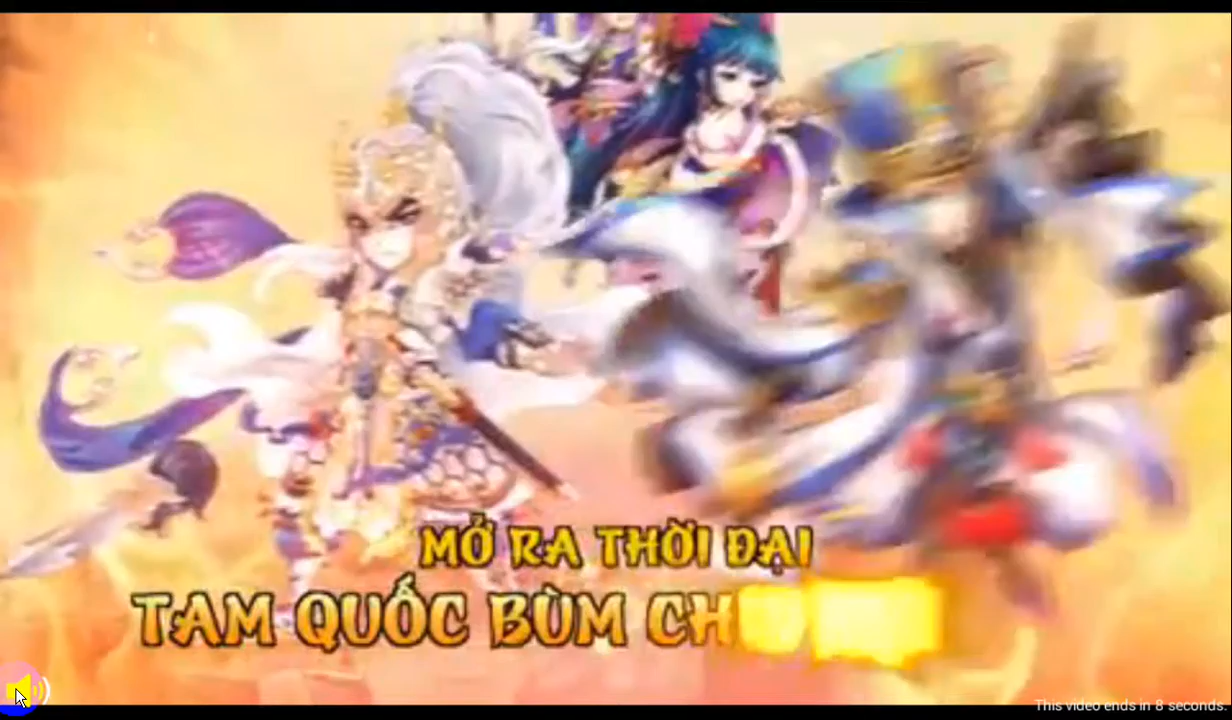 MỞ RA THỜI ĐẠI
TAM QUỐC BÙM
This video ends in 8 seconds.